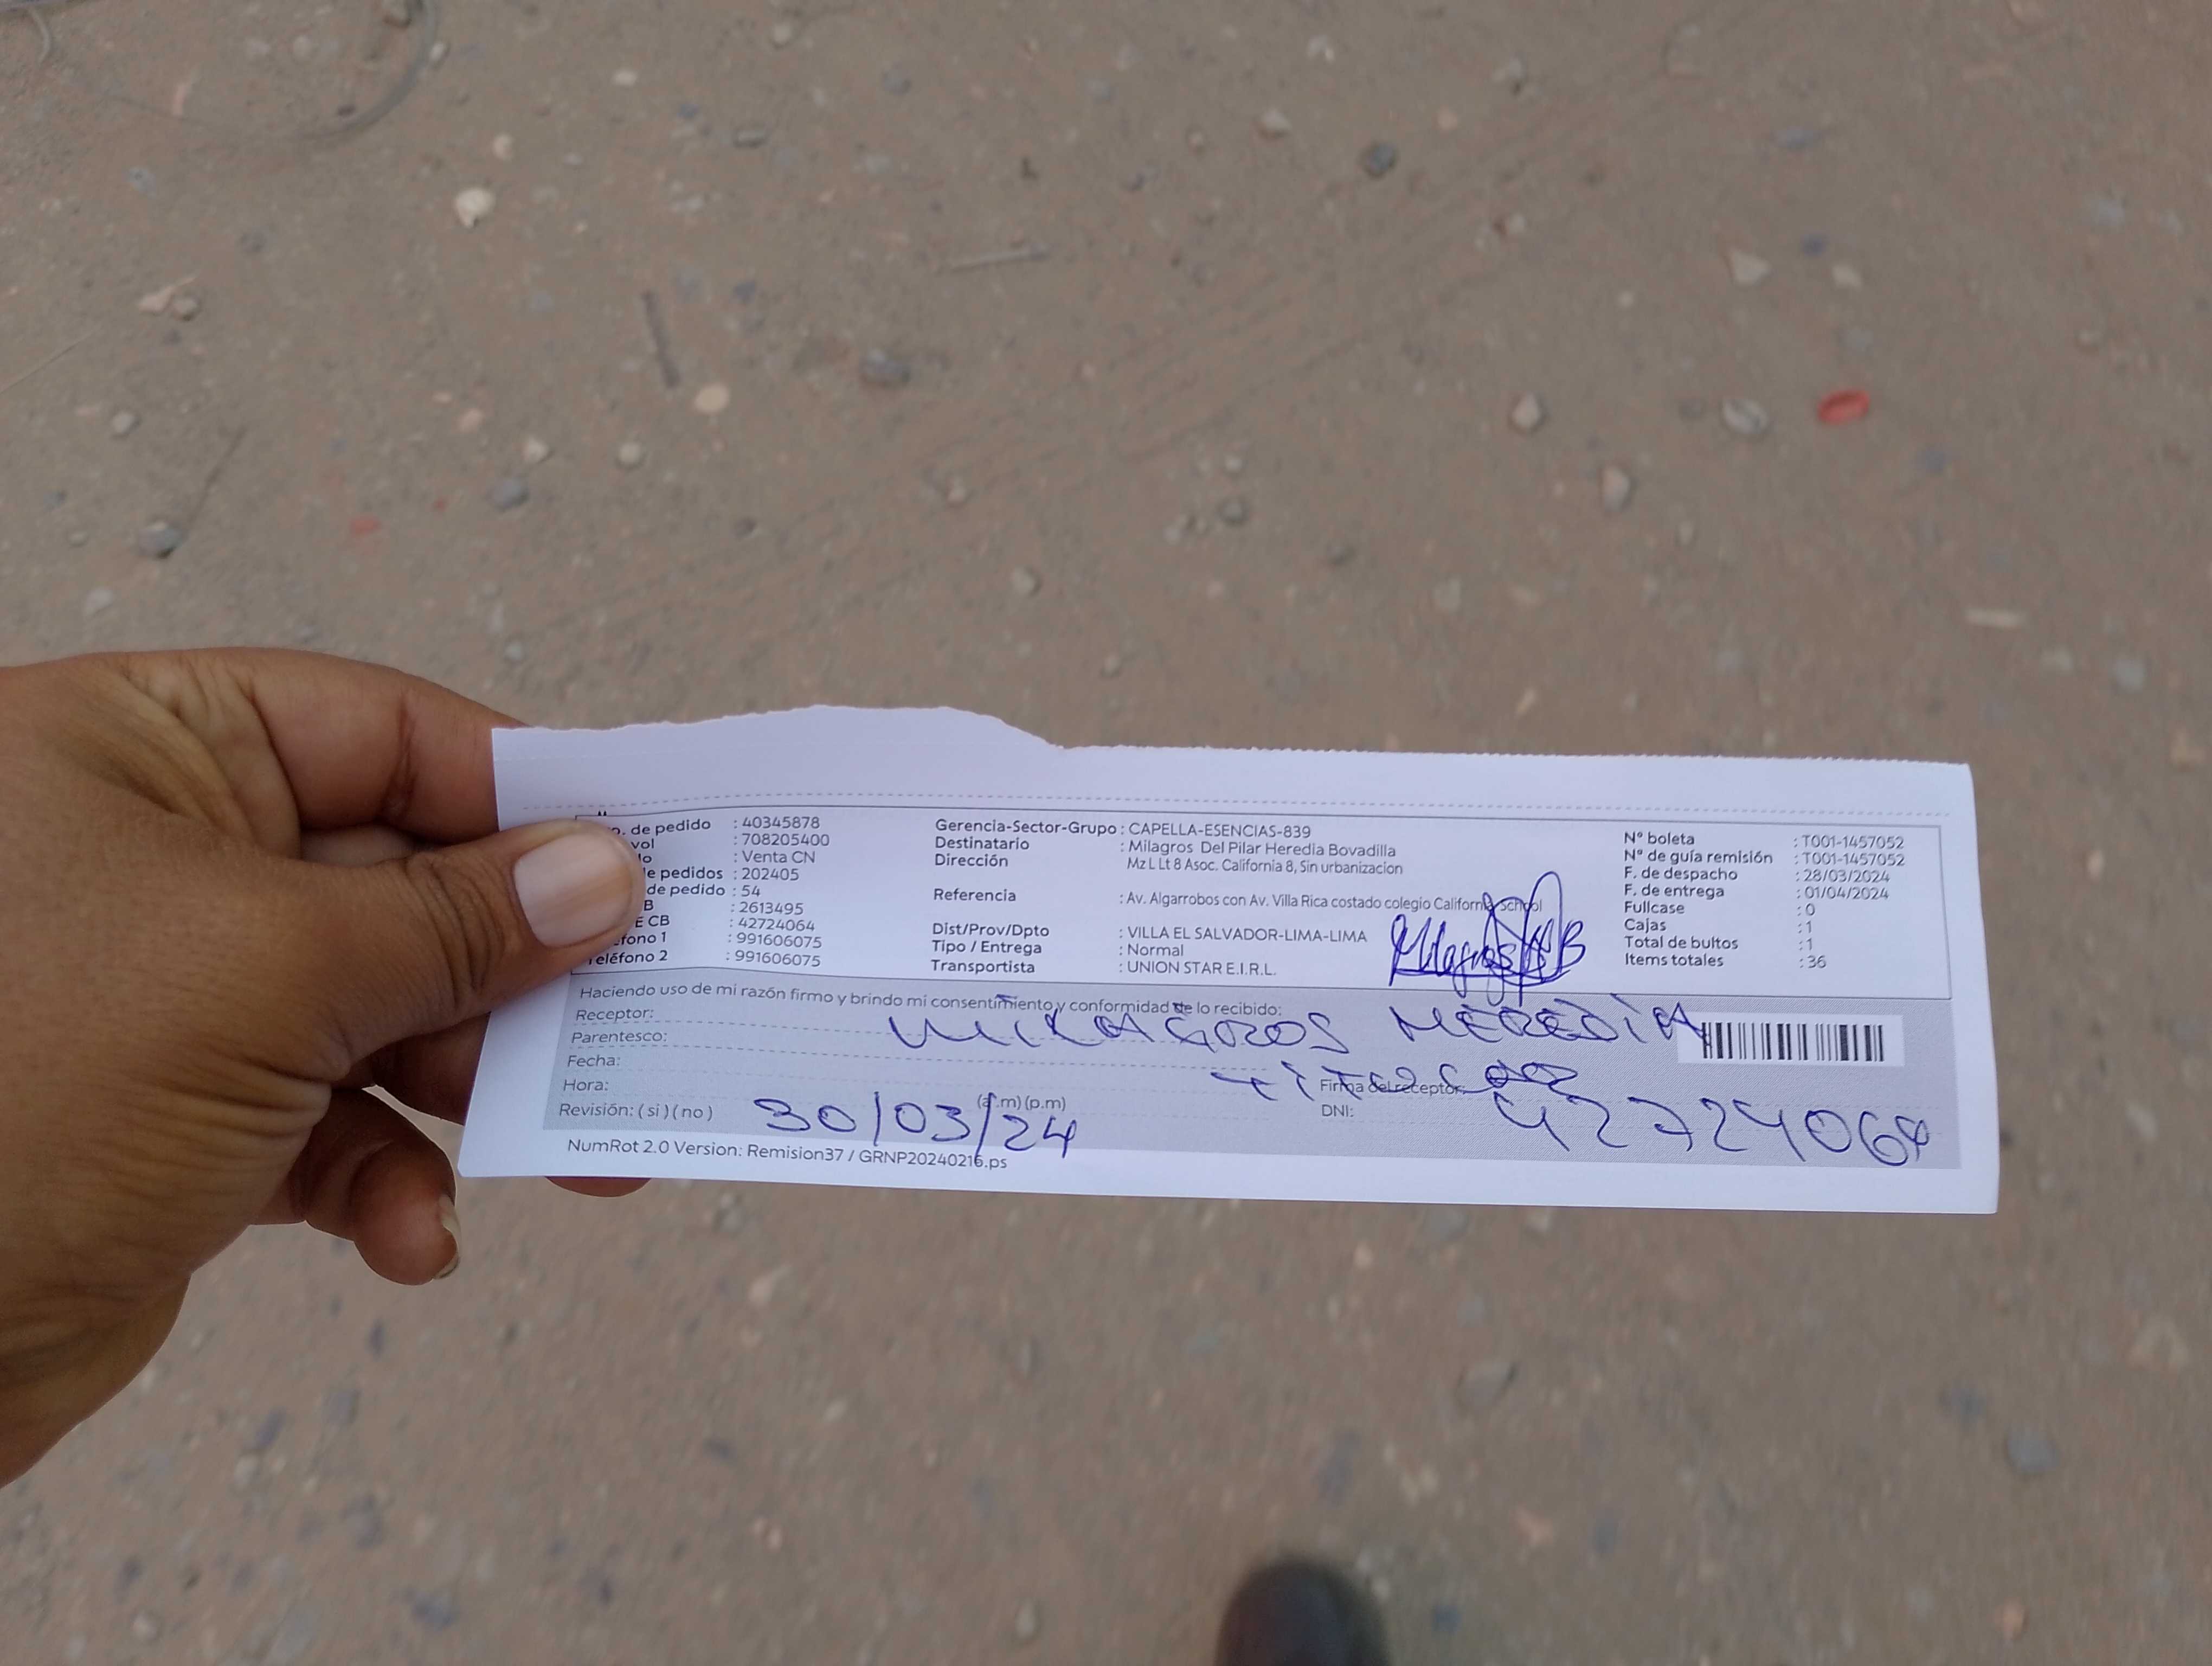 o. de pedido : 40345878
vol : 708205400
lo : Venta CN
e pedidos : 202405
de pedido : 54
B : 2613495
E CB : 42724064
éfono 1 : 991606075
Teléfono 2 : 991606075
Gerencia-Sector-Grupo : CAPELLA-ESENCIAS-839
Destinatario : Milagros Del Pilar Heredia Bovadilla
Dirección Mz L Lt 8 Asoc. California 8, Sin urbanizacion
Referencia : Av. Algarrobos con Av. Villa Rica costado colegio California school
Dist/Prov/Dpto : VILLA EL SALVADOR-LIMA-LIMA
Tipo / Entrega : Normal
Transportista : UNION STAR E.I.R.L.
Milagros HB
N° boleta : T001-1457052
N° de guía remisión : T001-1457052
F. de despacho : 28/03/2024
F. de entrega : 01/04/2024
Fullcase : 0
Cajas : 1
Total de bultos : 1
Items totales : 36
Haciendo uso de mi razón firmo y brindo mi consentimiento y conformidad de lo recibido:
Receptor: MILAGROS HEREDIA
Parentesco: TITULAR
Fecha:
Hora: (a.m) (p.m) Firma del receptor:
Revisión: ( si ) ( no ) 30/03/24 DNI: 42724064
NumRot 2.0 Version: Remision37 / GRNP20240216.ps